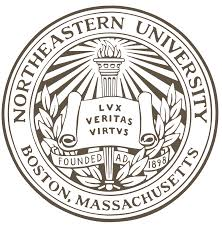 NORTHEASTERN UNIVERSITY
LVX
VERITAS
VIRTVS
FOUNDED A.D. 1898
BOSTON, MASSACHUSETTS